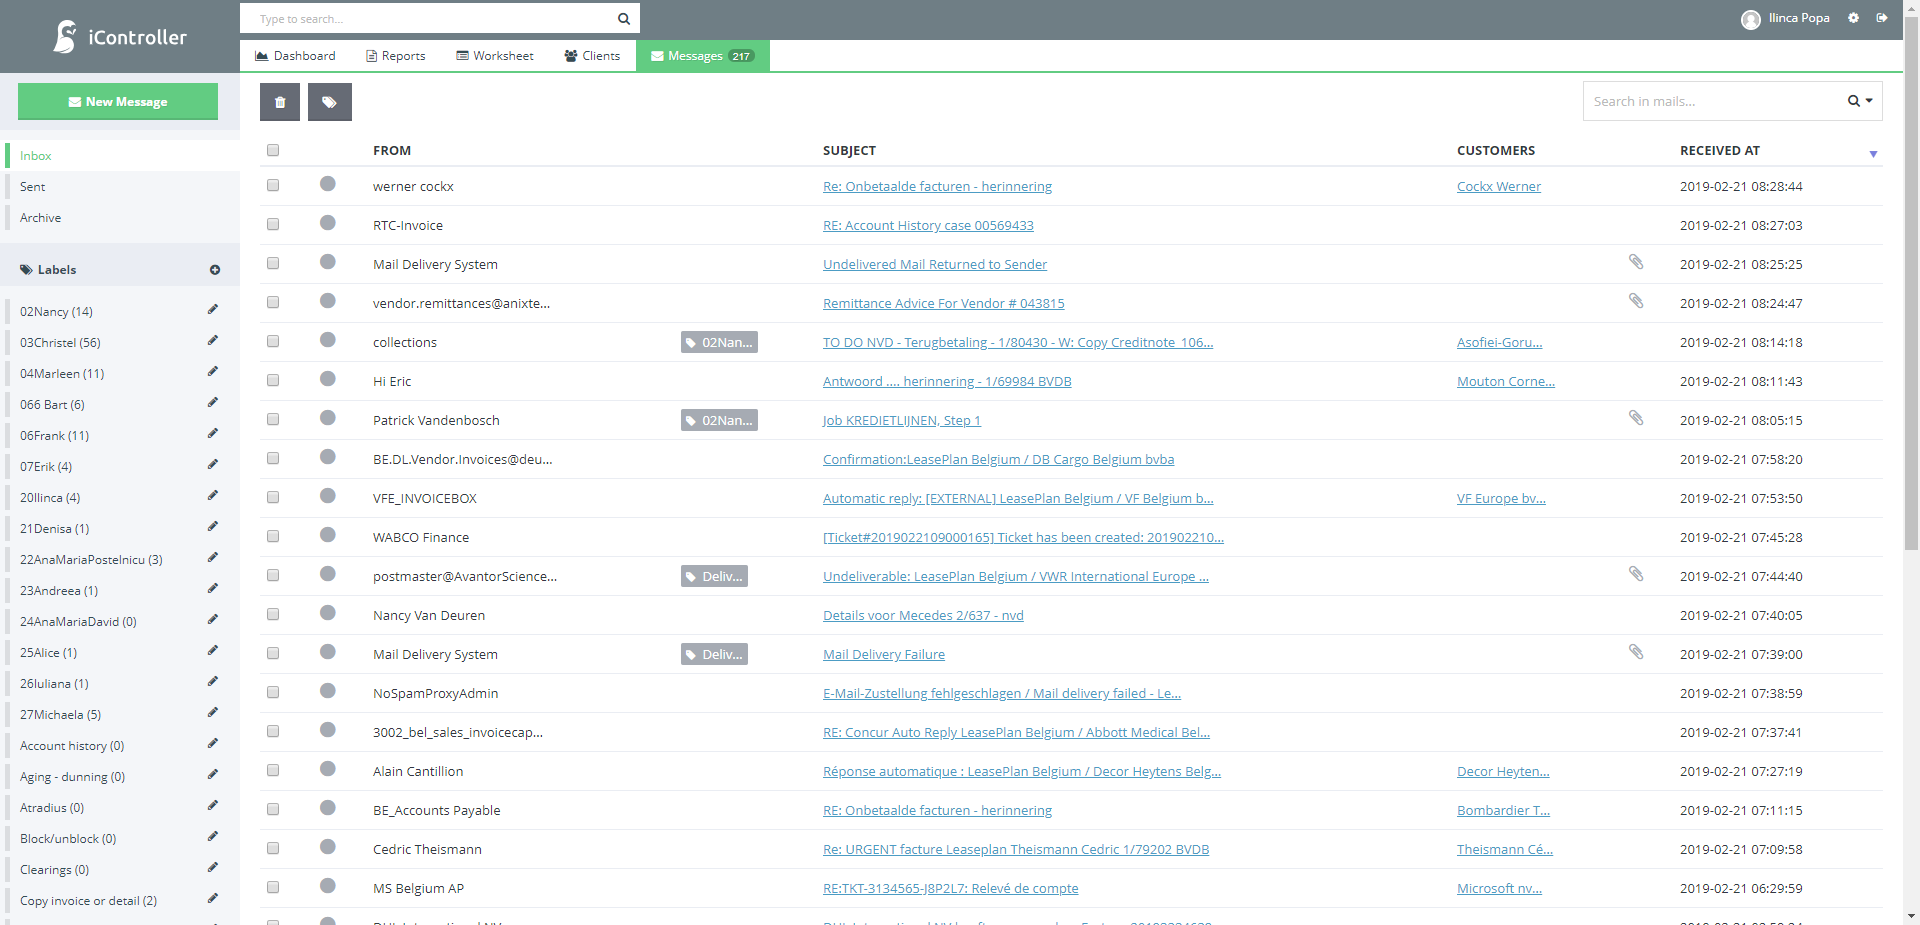 iController
Type to search...
Ilinca Popa
Dashboard
Reports
Worksheet
Clients
Messages 217
New Message
Search in mails...
Inbox
Sent
Archive
Labels
02Nancy (14)
03Christel (56)
04Marleen (11)
066 Bart (6)
06Frank (11)
07Erik (4)
20Ilinca (4)
21Denisa (1)
22AnaMariaPostelnicu (3)
23Andreea (1)
24AnaMariaDavid (0)
25Alice (1)
26Iuliana (1)
27Michaela (5)
Account history (0)
Aging - dunning (0)
Atradius (0)
Block/unblock (0)
Clearings (0)
Copy invoice or detail (2)
FROM SUBJECT CUSTOMERS RECEIVED AT
werner cockx Re: Onbetaalde facturen - herinnering Cockx Werner 2019-02-21 08:28:44
RTC-Invoice RE: Account History case 00569433 2019-02-21 08:27:03
Mail Delivery System Undelivered Mail Returned to Sender 2019-02-21 08:25:25
vendor.remittances@anixte... Remittance Advice For Vendor # 043815 2019-02-21 08:24:47
collections 02Nan... TO DO NVD - Terugbetaling - 1/80430 - W: Copy Creditnote_106... Asofiei-Goru... 2019-02-21 08:14:18
Hi Eric Antwoord .... herinnering - 1/69984 BVDB Mouton Corne... 2019-02-21 08:11:43
Patrick Vandenbosch 02Nan... Job KREDIETLIJNEN, Step 1 2019-02-21 08:05:15
BE.DL.Vendor.Invoices@deu... Confirmation:LeasePlan Belgium / DB Cargo Belgium bvba 2019-02-21 07:58:20
VFE_INVOICEBOX Automatic reply: [EXTERNAL] LeasePlan Belgium / VF Belgium b... VF Europe bv... 2019-02-21 07:53:50
WABCO Finance [Ticket#2019022109000165] Ticket has been created: 201902210... 2019-02-21 07:45:28
postmaster@AvantorScience... Deliv... Undeliverable: LeasePlan Belgium / VWR International Europe ... 2019-02-21 07:44:40
Nancy Van Deuren Details voor Mecedes 2/637 - nvd 2019-02-21 07:40:05
Mail Delivery System Deliv... Mail Delivery Failure 2019-02-21 07:39:00
NoSpamProxyAdmin E-Mail-Zustellung fehlgeschlagen / Mail delivery failed - Le... 2019-02-21 07:38:59
3002_bel_sales_invoicecap... RE: Concur Auto Reply LeasePlan Belgium / Abbott Medical Bel... 2019-02-21 07:37:41
Alain Cantillion Réponse automatique : LeasePlan Belgium / Decor Heytens Belg... Decor Heyten... 2019-02-21 07:27:19
BE_Accounts Payable RE: Onbetaalde facturen - herinnering Bombardier T... 2019-02-21 07:11:15
Cedric Theismann Re: URGENT facture Leaseplan Theismann Cedric 1/79202 BVDB Theismann Cé... 2019-02-21 07:09:58
MS Belgium AP RE:TKT-3134565-J8P2L7: Relevé de compte Microsoft nv... 2019-02-21 06:29:59